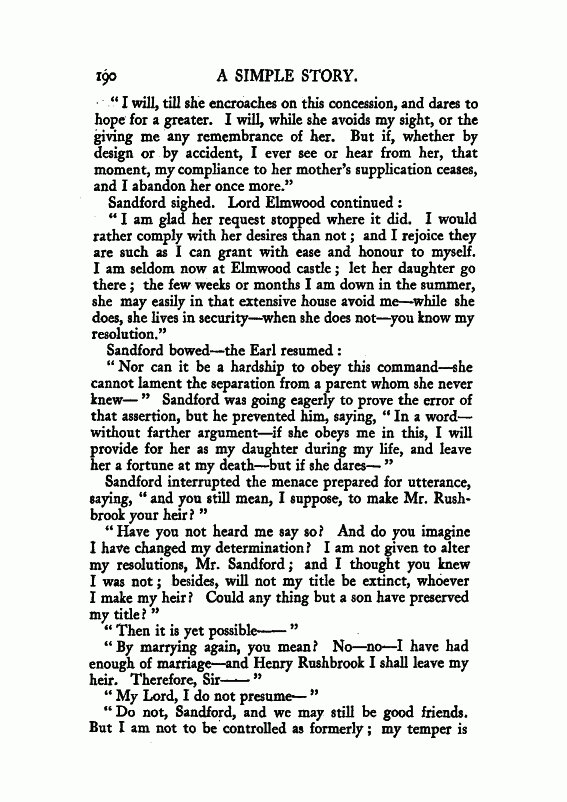 190 A SIMPLE STORY.
" I will, till she encroaches on this concession, and dares to
hope for a greater. I will, while she avoids my sight, or the
giving me any remembrance of her. But if, whether by
design or by accident, I ever see or hear from her, that
moment, my compliance to her mother's supplication ceases,
and I abandon her once more."
Sandford sighed. Lord Elmwood continued :
" I am glad her request stopped where it did. I would
rather comply with her desires than not ; and I rejoice they
are such as I can grant with ease and honour to myself.
I am seldom now at Elmwood castle ; let her daughter go
there ; the few weeks or months I am down in the summer,
she may easily in that extensive house avoid me—while she
does, she lives in security—when she does not—you know my
resolution."
Sandford bowed—the Earl resumed :
" Nor can it be a hardship to obey this command—she
cannot lament the separation from a parent whom she never
knew— " Sandford was going eagerly to prove the error of
that assertion, but he prevented him, saying, " In a word—
without farther argument—if she obeys me in this, I will
provide for her as my daughter during my life, and leave
her a fortune at my death—but if she dares— "
Sandford interrupted the menace prepared for utterance,
saying, " and you still mean, I suppose, to make Mr. Rush-
brook your heir? "
" Have you not heard me say so? And do you imagine
I have changed my determination? I am not given to alter
my resolutions, Mr. Sandford ; and I thought you knew
I was not ; besides, will not my title be extinct, whoever
I make my heir? Could any thing but a son have preserved
my title? "
" Then it is yet possible—— "
" By marrying again, you mean? No—no—I have had
enough of marriage—and Henry Rushbrook I shall leave my
heir. Therefore, Sir—— "
" My Lord, I do not presume— "
" Do not, Sandford, and we may still be good friends.
But I am not to be controlled as formerly ; my temper is